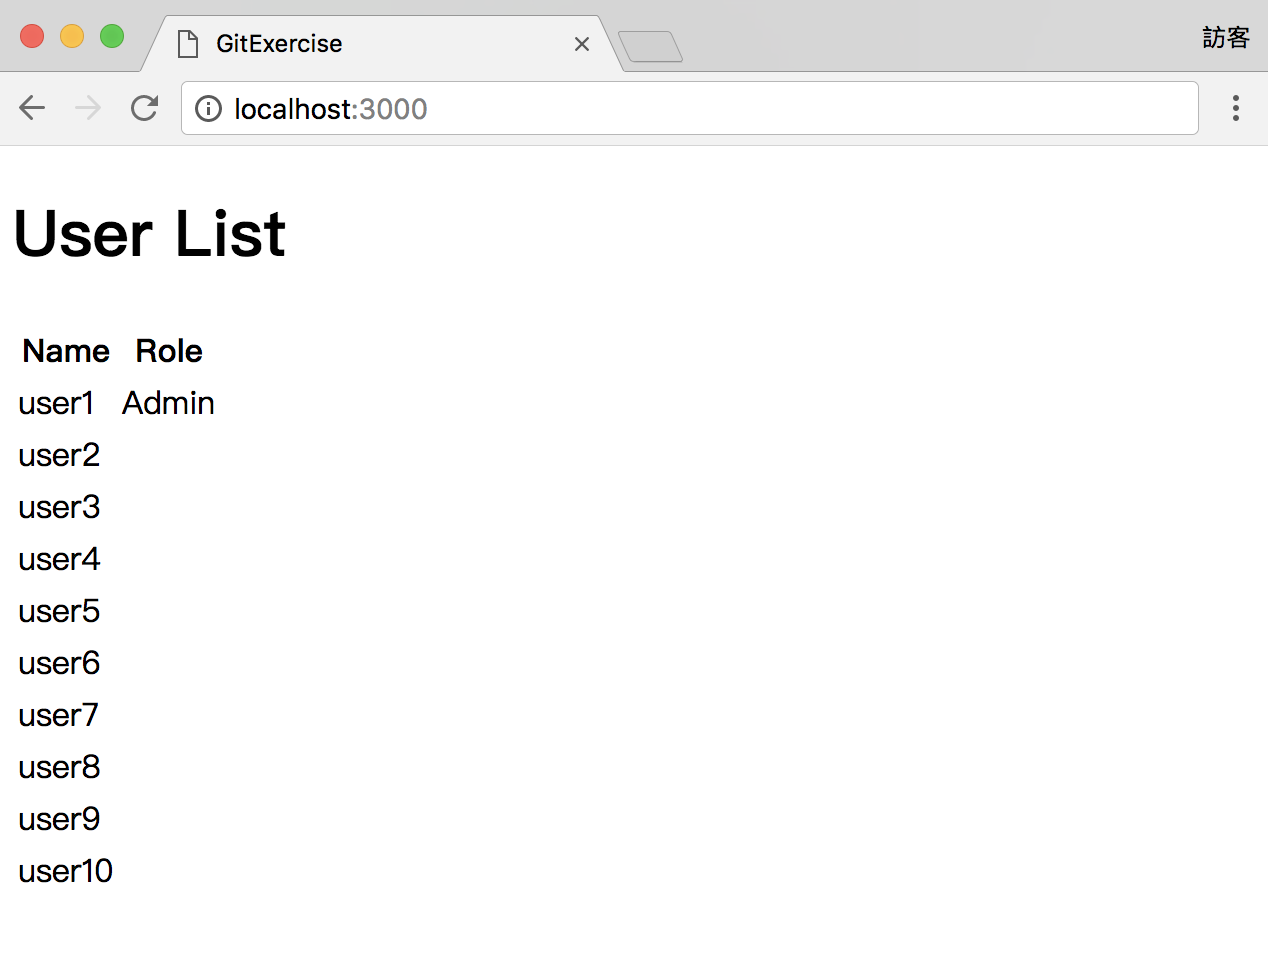 GitExercise
訪客
localhost:3000
User List
Name Role
user1 Admin
user2
user3
user4
user5
user6
user7
user8
user9
user10